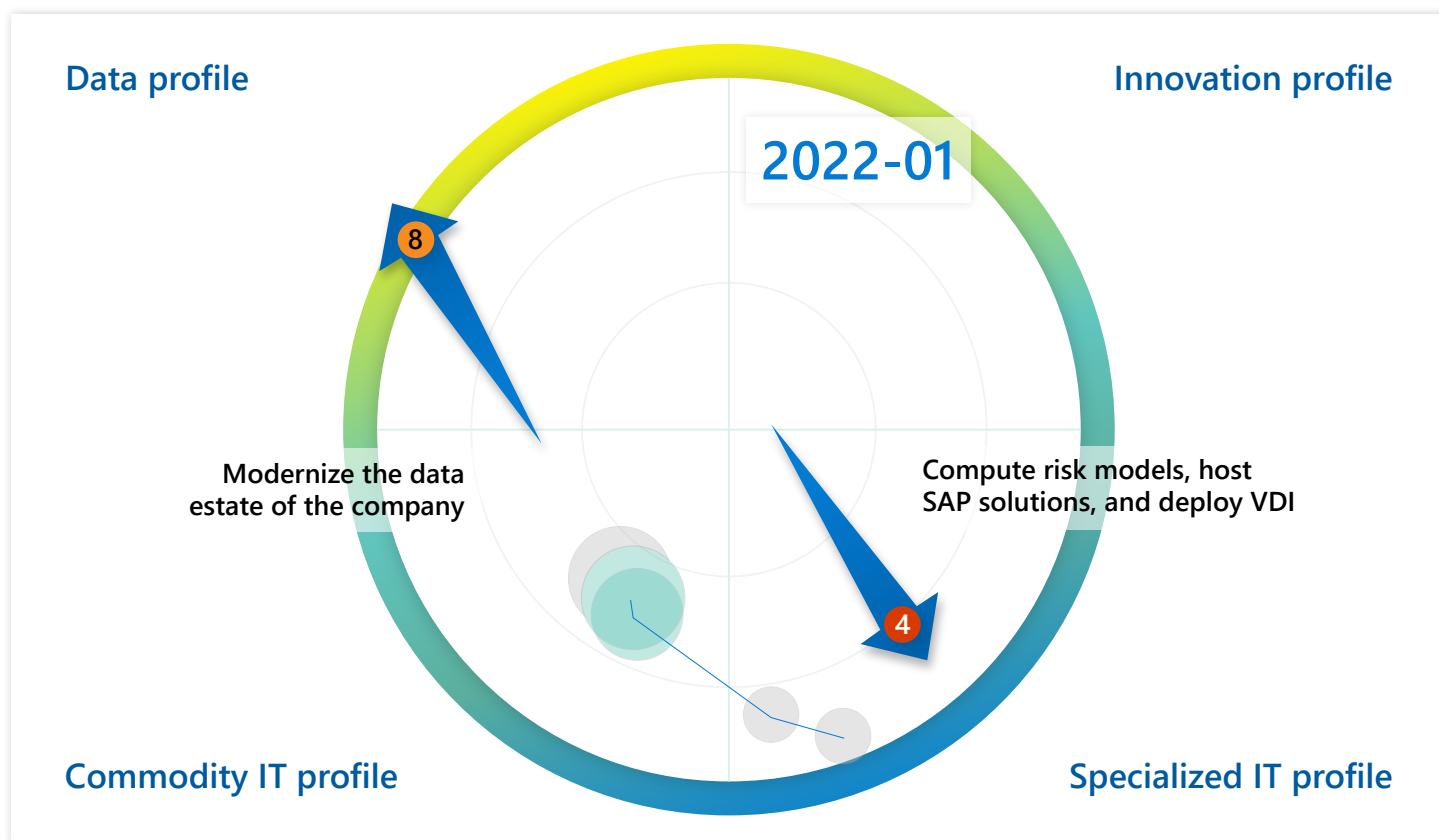 Data profile
Innovation profile
2022-01
8
Modernize the data
estate of the company
Compute risk models, host
SAP solutions, and deploy VDI
4
Commodity IT profile
Specialized IT profile